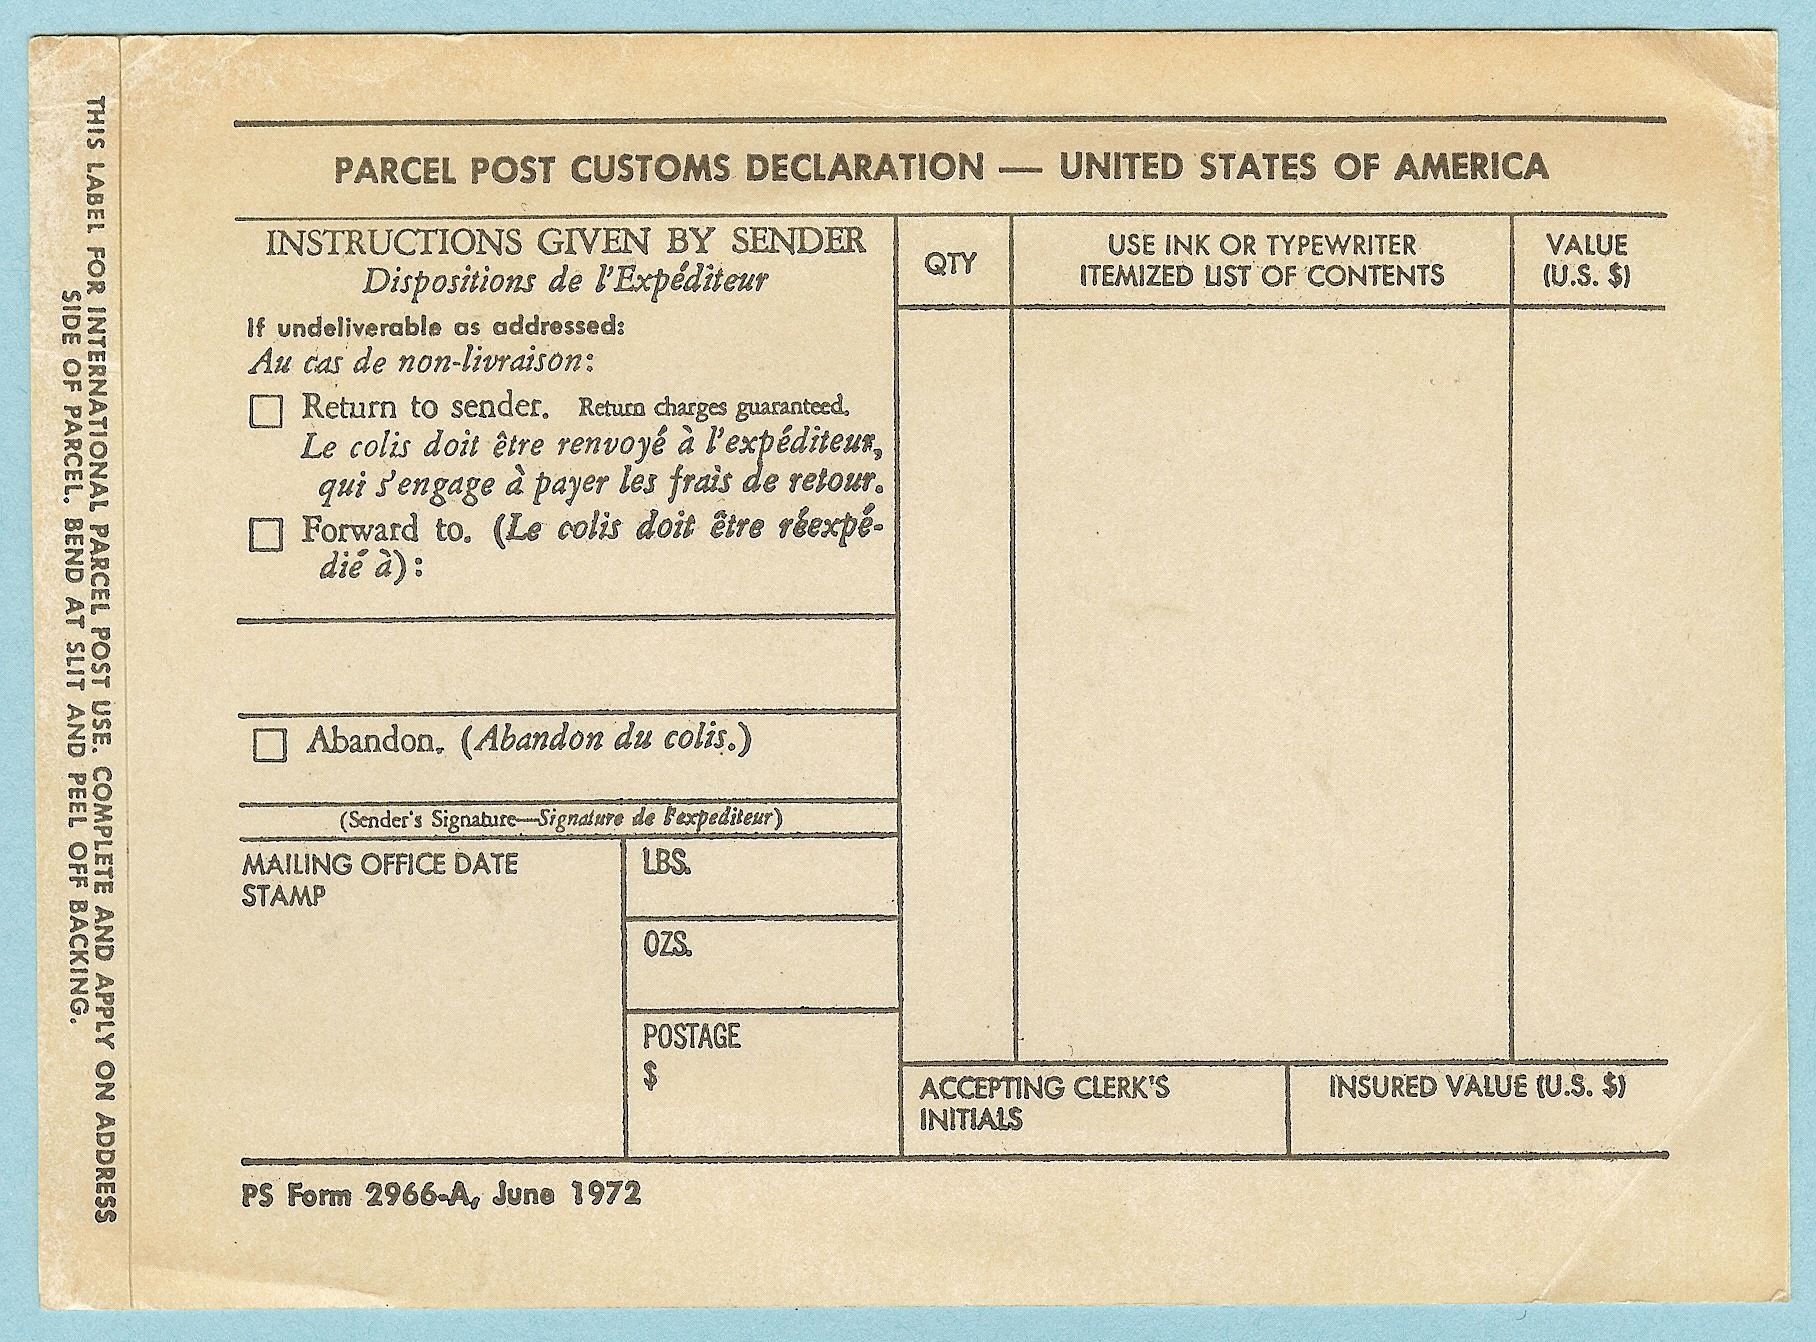 THIS LABEL FOR INTERNATIONAL PARCEL POST USE. COMPLETE AND APPLY ON ADDRESS
SIDE OF PARCEL. BEND AT SLIT AND PEEL OFF BACKING.
PARCEL POST CUSTOMS DECLARATION — UNITED STATES OF AMERICA
INSTRUCTIONS GIVEN BY SENDER
Dispositions de l'Expéditeur
If undeliverable as addressed:
Au cas de non-livraison:
Return to sender. Return charges guaranteed.
Le colis doit être renvoyé à l'expéditeur,
qui s'engage à payer les frais de retour.
Forward to. (Le colis doit être réexpé-
dié à):
Abandon. (Abandon du colis.)
(Sender's Signature—Signature de l'expediteur)
MAILING OFFICE DATE
STAMP
LBS.
OZS.
POSTAGE
$
QTY
USE INK OR TYPEWRITER
ITEMIZED LIST OF CONTENTS
VALUE
(U.S. $)
ACCEPTING CLERK'S
INITIALS
INSURED VALUE (U.S. $)
PS Form 2966-A, June 1972